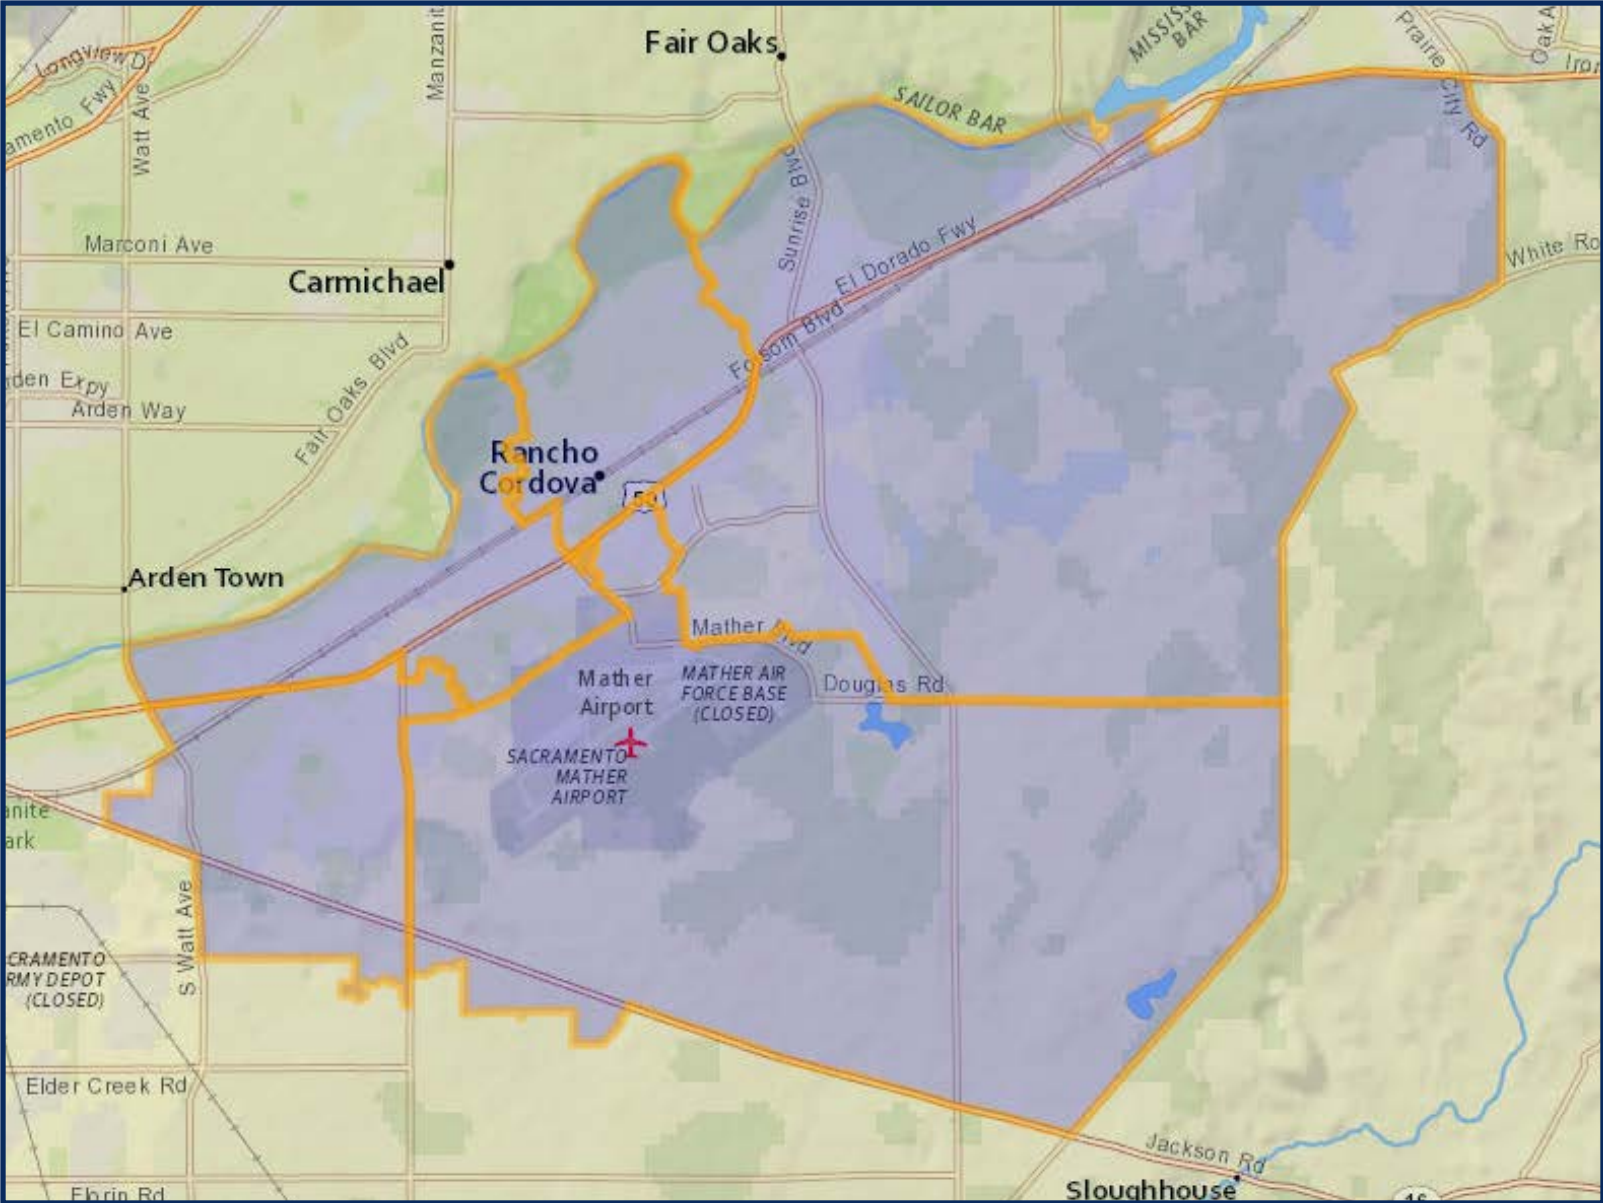 MISSISS
BAR
Fair Oaks
Prairie City Rd
Oak A
Iron
Longview D
Manzanit
Watt Ave
amento Fwy
SAILOR BAR
Sunrise Blvd
El Dorado Fwy
White Ro
Marconi Ave
Carmichael
El Camino Ave
Folsom Blvd
Fair Oaks Blvd
rden Expy
Arden Way
Rancho
Cordova
50
Arden Town
Mather Blvd
Mather
Airport
MATHER AIR
FORCE BASE
(CLOSED)
Douglas Rd
SACRAMENTO
MATHER
AIRPORT
anite
ark
S Watt Ave
CRAMENTO
RMY DEPOT
(CLOSED)
Elder Creek Rd
Jackson Rd
Florin Rd
Sloughhouse
16